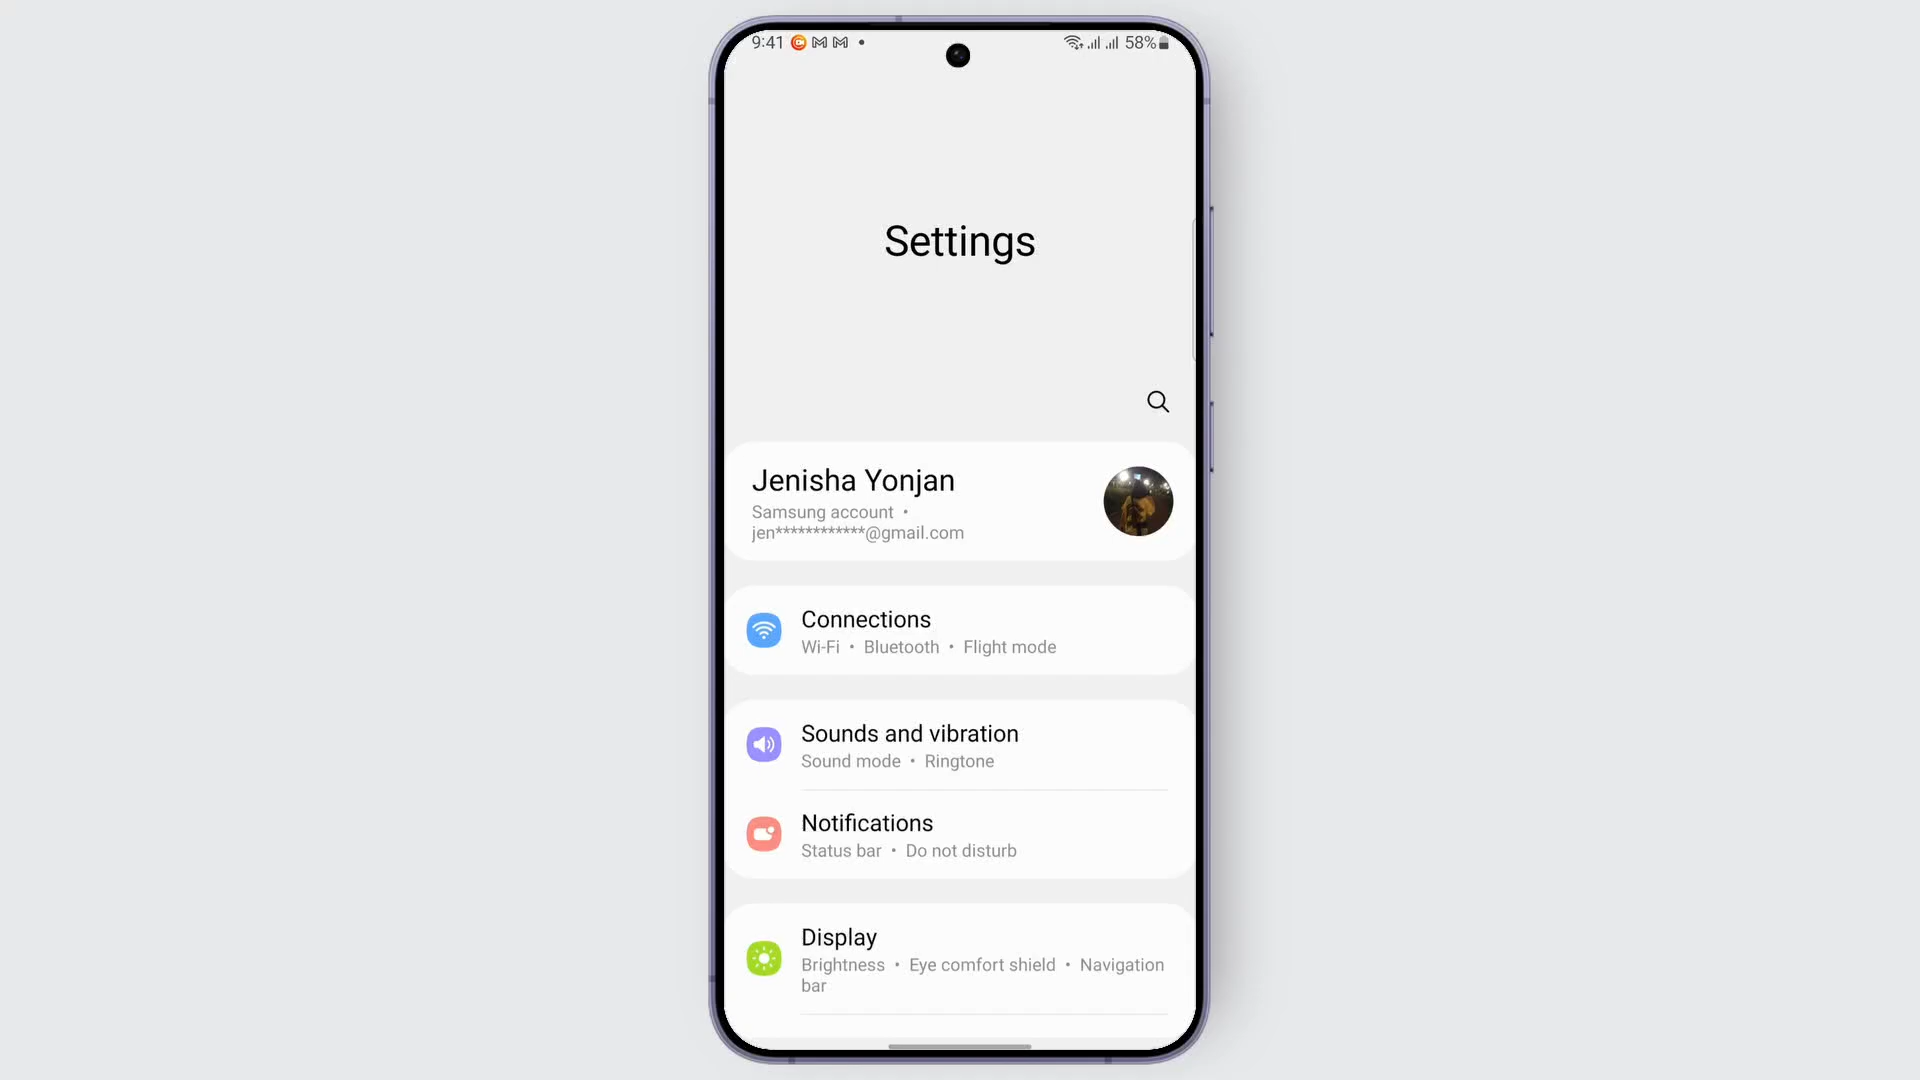 9:41 58%
Settings
Jenisha Yonjan
Samsung account •
jen************@gmail.com
Connections
Wi-Fi • Bluetooth • Flight mode
Sounds and vibration
Sound mode • Ringtone
Notifications
Status bar • Do not disturb
Display
Brightness • Eye comfort shield • Navigation
bar